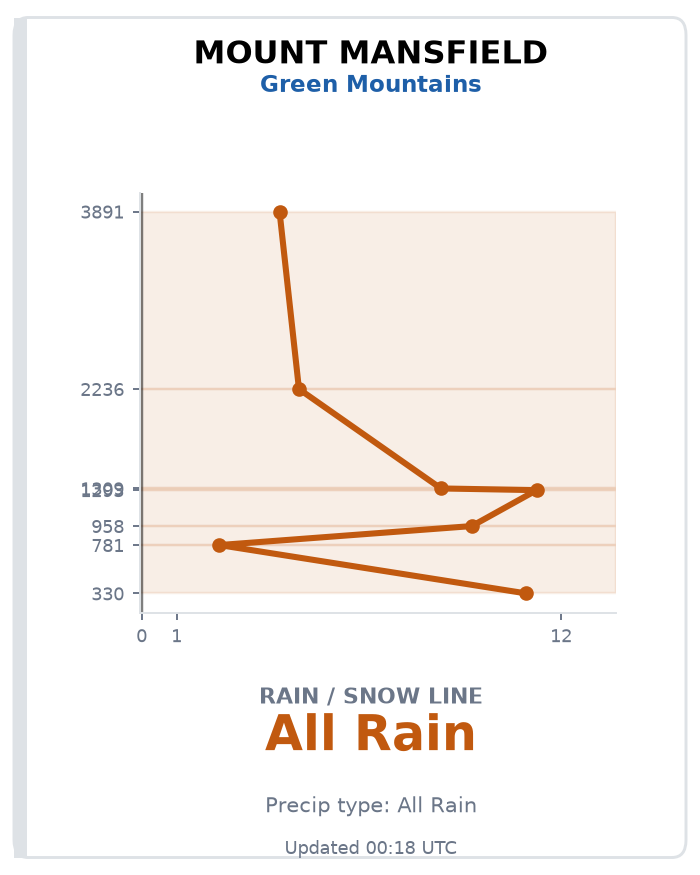 MOUNT MANSFIELD
Green Mountains
3891
2236
958
781
330
0 1 12
RAIN / SNOW LINE
All Rain
Precip type: All Rain
Updated 00:18 UTC